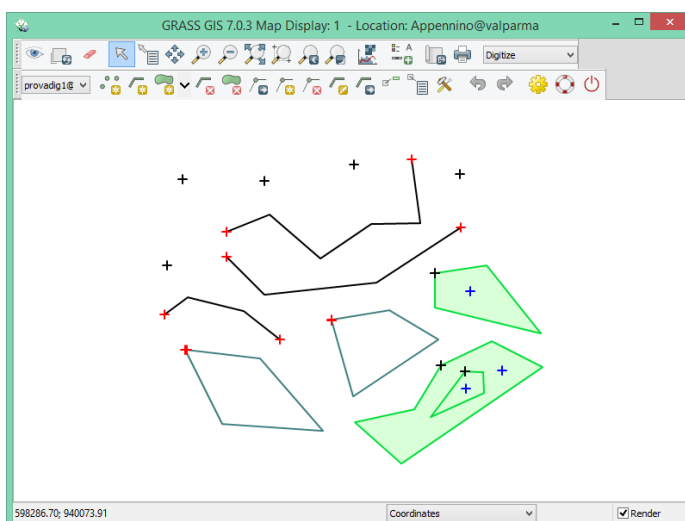 GRASS GIS 7.0.3 Map Display: 1 - Location: Appennino@valparma
Digitize
provadig1@
598286.70; 940073.91
Coordinates
Render